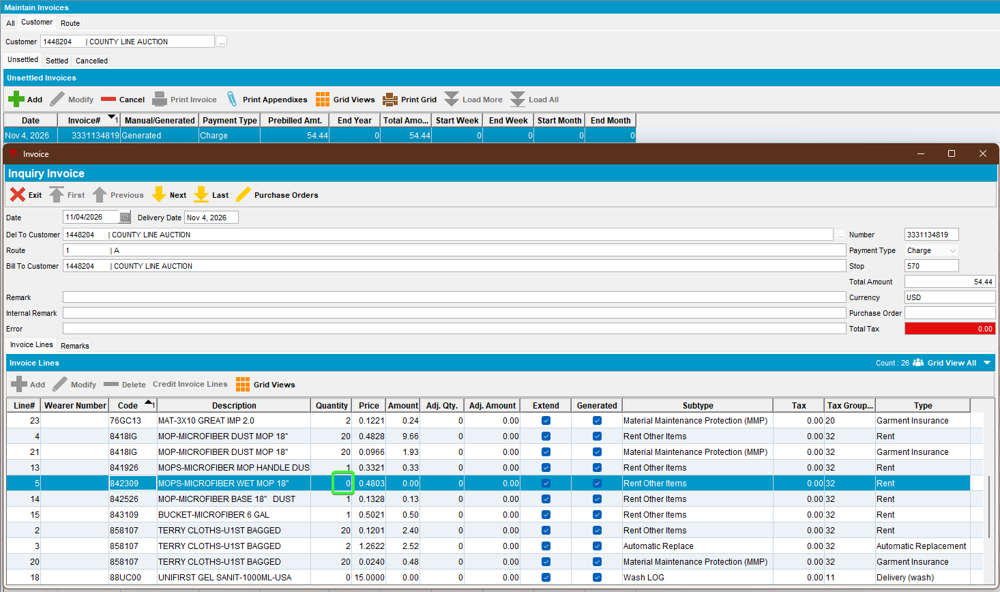 Maintain Invoices
All Customer Route
Customer 1448204 | COUNTY LINE AUCTION ...
Unsettled Settled Cancelled
Unsettled Invoices
Add Modify Cancel Print Invoice Print Appendixes Grid Views Print Grid Load More Load All
Date Invoice# 1 Manual/Generated Payment Type Prebilled Amt. End Year Total Amo... Start Week End Week Start Month End Month
Nov 4, 2026 3331134819 Generated Charge 54.44 0 54.44 0 0 0 0
Invoice
Inquiry Invoice
Exit First Previous Next Last Purchase Orders
Date 11/04/2026 16 Delivery Date Nov 4, 2026
Del To Customer 1448204 | COUNTY LINE AUCTION ... Number 3331134819
Route 1 | A Payment Type Charge
Bill To Customer 1448204 | COUNTY LINE AUCTION Stop 570
Total Amount 54.44
Remark Currency USD
Internal Remark Purchase Order
Error Total Tax 0.00
Invoice Lines Remarks
Invoice Lines Count : 26 Grid View All
Add Modify Delete Credit Invoice Lines Grid Views
Line# Wearer Number Code 1 Description Quantity Price Amount Adj. Qty. Adj. Amount Extend Generated Subtype Tax Tax Group... Type
23 76GC13 MAT-3X10 GREAT IMP 2.0 2 0.1221 0.24 0 0.00 Material Maintenance Protection (MMP) 0.00 20 Garment Insurance
4 8418IG MOP-MICROFIBER DUST MOP 18" 20 0.4828 9.66 0 0.00 Rent Other Items 0.00 32 Rent
21 8418IG MOP-MICROFIBER DUST MOP 18" 20 0.0966 1.93 0 0.00 Material Maintenance Protection (MMP) 0.00 32 Garment Insurance
13 841926 MOPS-MICROFIBER MOP HANDLE DUS 1 0.3321 0.33 0 0.00 Rent Other Items 0.00 32 Rent
5 842309 MOPS-MICROFIBER WET MOP 18" 0 0.4803 0.00 0 0.00 Rent Other Items 0.00 32 Rent
14 842526 MOP-MICROFIBER BASE 18" DUST 1 0.1328 0.13 0 0.00 Rent Other Items 0.00 32 Rent
15 843109 BUCKET-MICROFIBER 6 GAL 1 0.5021 0.50 0 0.00 Rent Other Items 0.00 32 Rent
2 858107 TERRY CLOTHS-U1ST BAGGED 20 0.1201 2.40 0 0.00 Rent Other Items 0.00 32 Rent
3 858107 TERRY CLOTHS-U1ST BAGGED 2 1.2622 2.52 0 0.00 Automatic Replace 0.00 32 Automatic Replacement
20 858107 TERRY CLOTHS-U1ST BAGGED 20 0.0240 0.48 0 0.00 Material Maintenance Protection (MMP) 0.00 32 Garment Insurance
18 88UC00 UNIFIRST GEL SANIT-1000ML-USA 0 15.0000 0.00 0 0.00 Wash LOG 0.00 11 Delivery (wash)